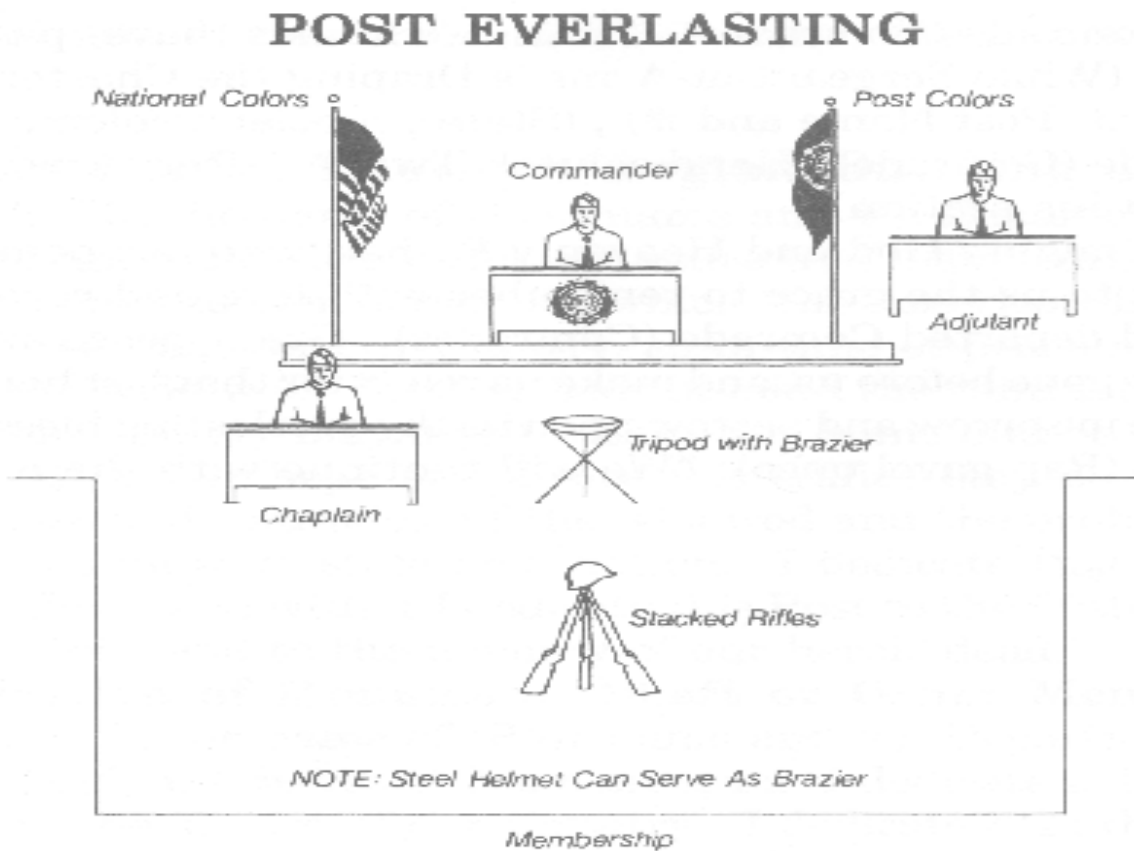 POST EVERLASTING
National Colors
Post Colors
Commander
Adjutant
Tripod with Brazier
Chaplain
Stacked Rifles
NOTE: Steel Helmet Can Serve As Brazier
Membership